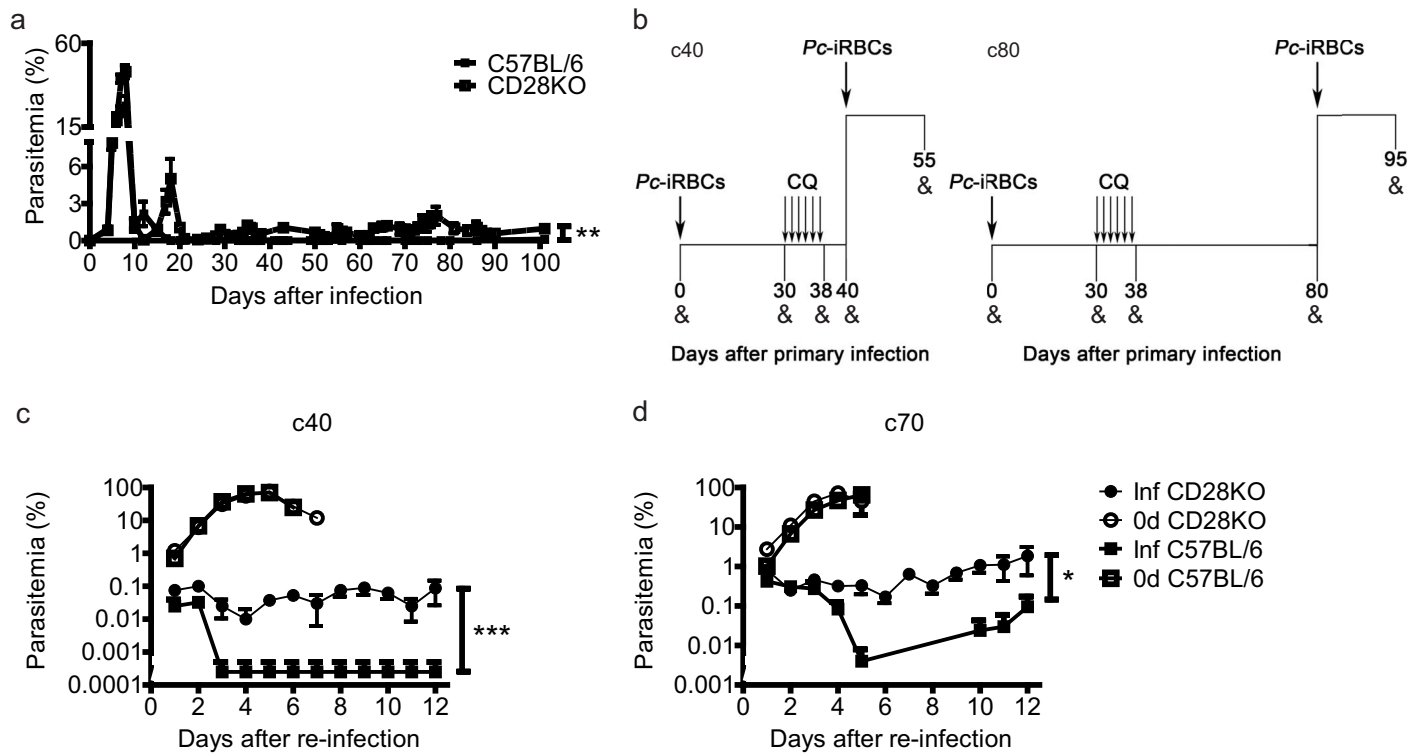 a
60
15
6
3
0
Parasitemia (%)
C57BL/6
CD28KO
**
0 10 20 30 40 50 60 70 80 90 100
Days after infection
b
c40
Pc-iRBCs
Pc-iRBCs
CQ
0 30 38 40 55
& & & & &
Days after primary infection
c80
Pc-iRBCs
Pc-iRBCs
CQ
0 30 38 80 95
& & & & &
Days after primary infection
c
c40
100
10
1
0.1
0.01
0.001
0.0001
Parasitemia (%)
***
0 2 4 6 8 10 12
Days after re-infection
d
c70
100
10
1
0.1
0.01
0.001
Parasitemia (%)
*
0 2 4 6 8 10 12
Days after re-infection
Inf CD28KO
0d CD28KO
Inf C57BL/6
0d C57BL/6